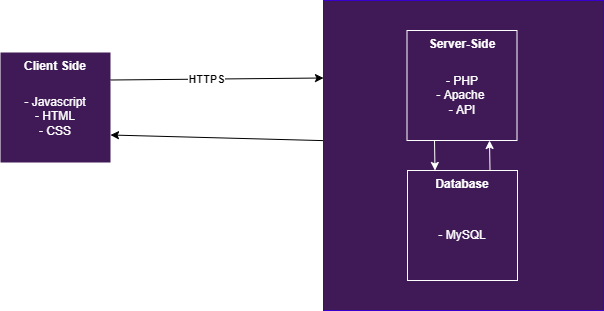 Client Side
- Javascript
- HTML
- CSS
HTTPS
Server-Side
- PHP
- Apache
- API
Database
- MySQL